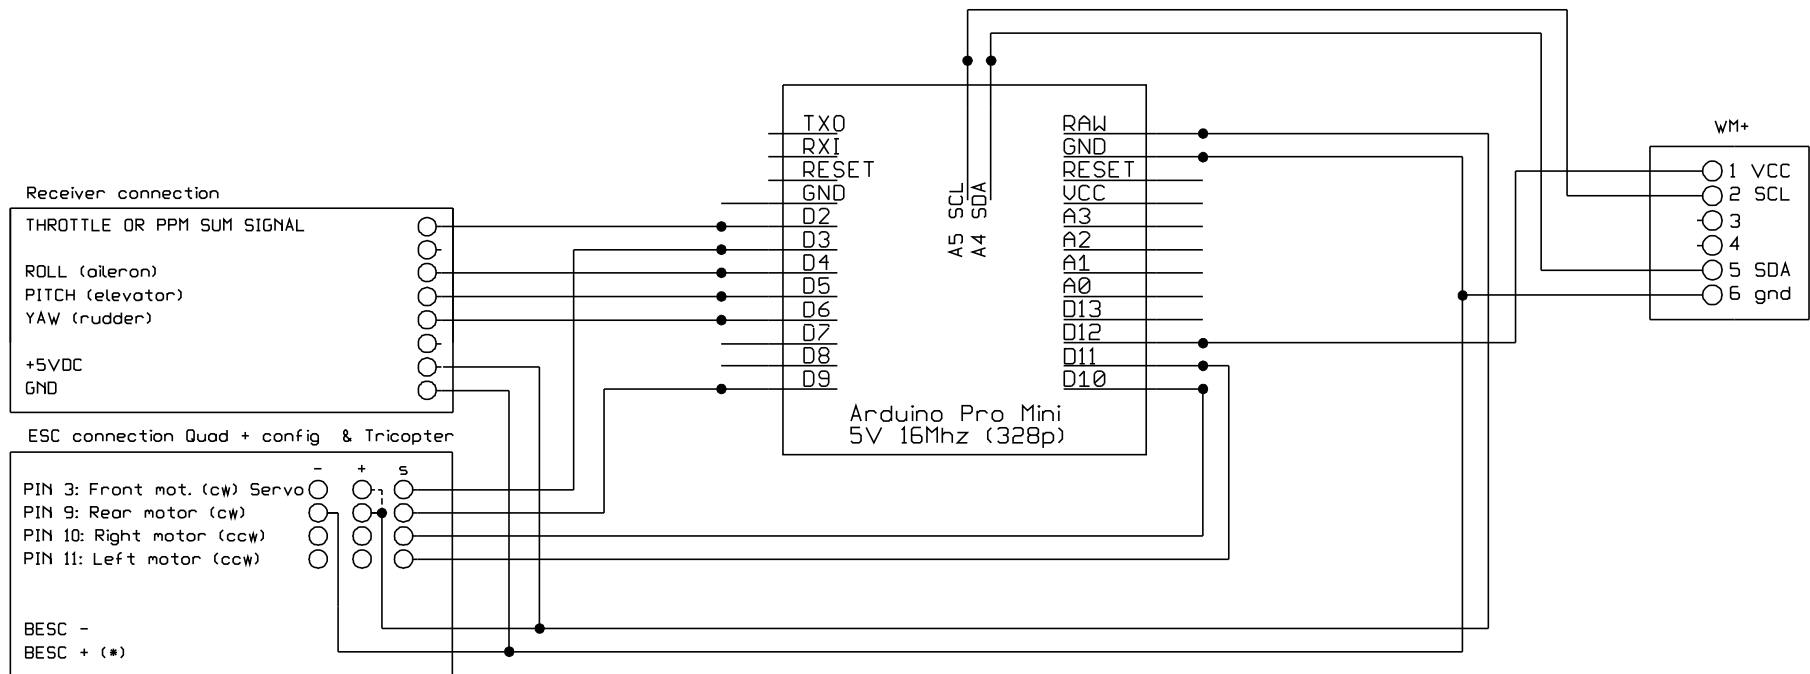 Receiver connection
THROTTLE OR PPM SUM SIGNAL
ROLL (aileron)
PITCH (elevator)
YAW (rudder)
+5VDC
GND
ESC connection Quad + config & Tricopter
- + s
PIN 3: Front mot. (cw) Servo
PIN 9: Rear motor (cw)
PIN 10: Right motor (ccw)
PIN 11: Left motor (ccw)
BESC -
BESC + (*)
TXO
RXI
RESET
GND
D2
D3
D4
D5
D6
D7
D8
D9
A5 SCL
A4 SDA
RAW
GND
RESET
VCC
A3
A2
A1
A0
D13
D12
D11
D10
Arduino Pro Mini
5V 16Mhz (328p)
WM+
1 VCC
2 SCL
3
4
5 SDA
6 gnd